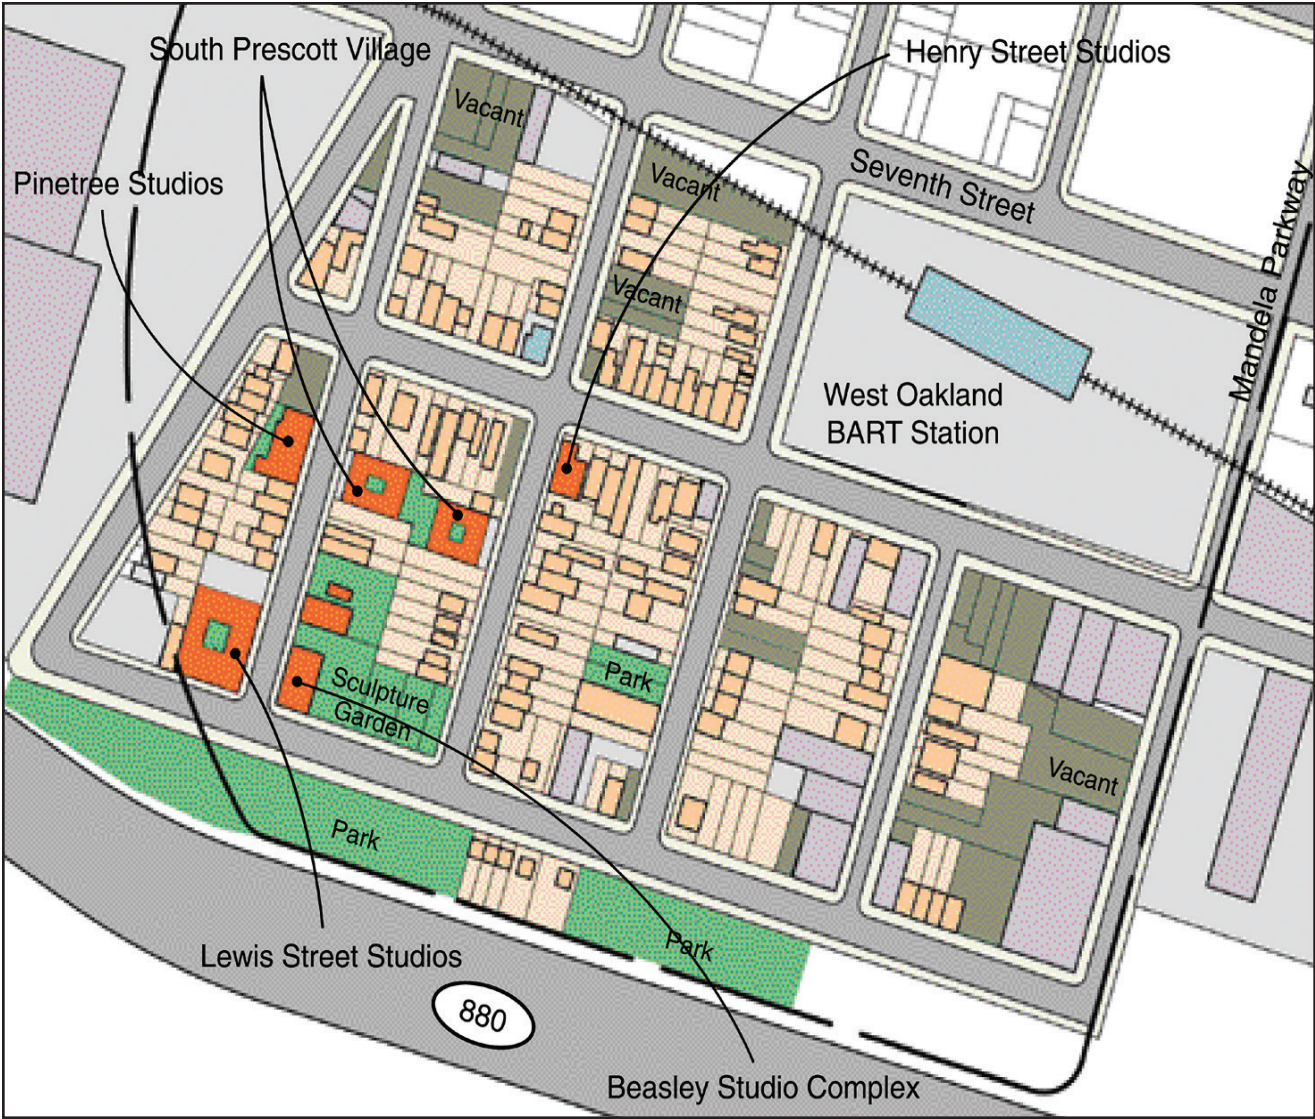 South Prescott Village
Henry Street Studios
Vacant
Pinetree Studios
Seventh Street
Vacant
Mandela Parkway
Vacant
West Oakland
BART Station
Park
Sculpture
Garden
Vacant
Park
Park
Lewis Street Studios
880
Beasley Studio Complex